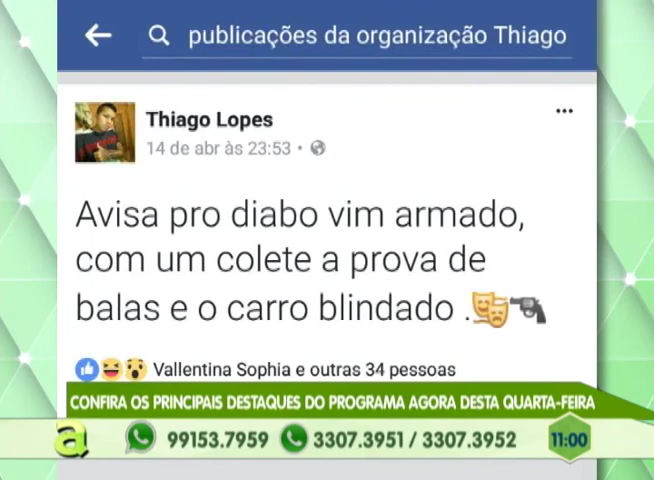 publicações da organização Thiago
Thiago Lopes
14 de abr às 23:53
Avisa pro diabo vim armado,
com um colete a prova de
balas e o carro blindado .
Vallentina Sophia e outras 34 pessoas
CONFIRA OS PRINCIPAIS DESTAQUES DO PROGRAMA AGORA DESTA QUARTA-FEIRA
a 99153.7959 3307.3951 / 3307.3952 11:00